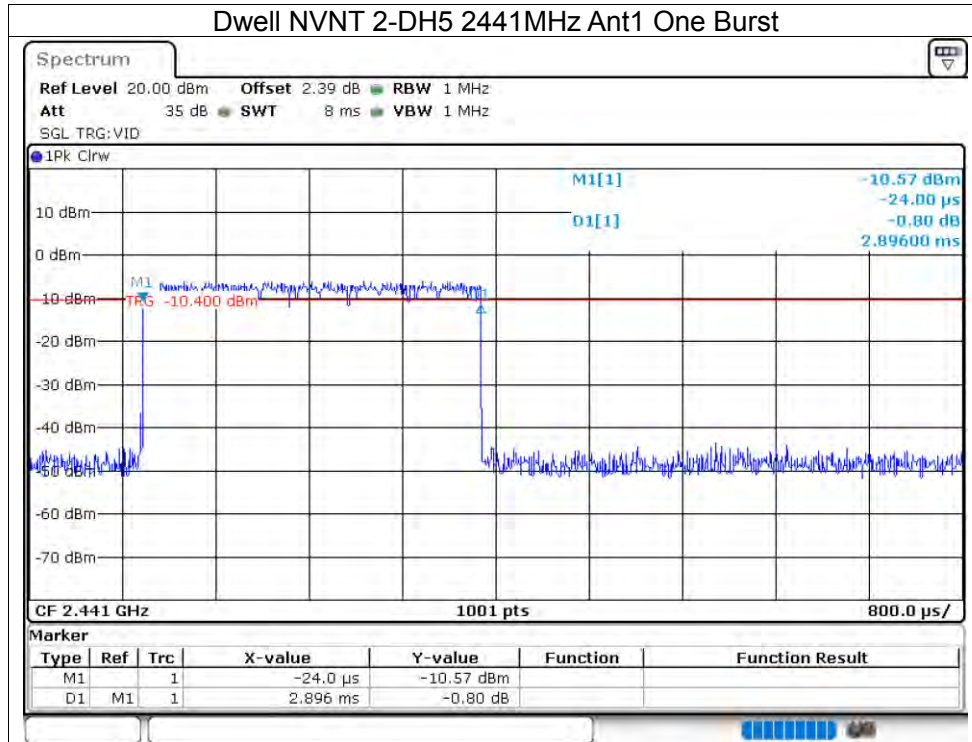 Dwell NVNT 2-DH5 2441MHz Ant1 One Burst
Spectrum
Ref Level 20.00 dBm Offset 2.39 dB RBW 1 MHz
Att 35 dB SWT 8 ms VBW 1 MHz
SGL TRG:VID
1Pk Clrw
M1[1] -10.57 dBm
-24.00 µs
10 dBm
D1[1] -0.80 dB
2.89600 ms
0 dBm
M1
-10 dBm
TRG -10.400 dBm
-20 dBm
-30 dBm
-40 dBm
-50 dBm
-60 dBm
-70 dBm
CF 2.441 GHz 1001 pts 800.0 µs/
Marker
Type Ref Trc X-value Y-value Function Function Result
M1 1 -24.0 µs -10.57 dBm
D1 M1 1 2.896 ms -0.80 dB